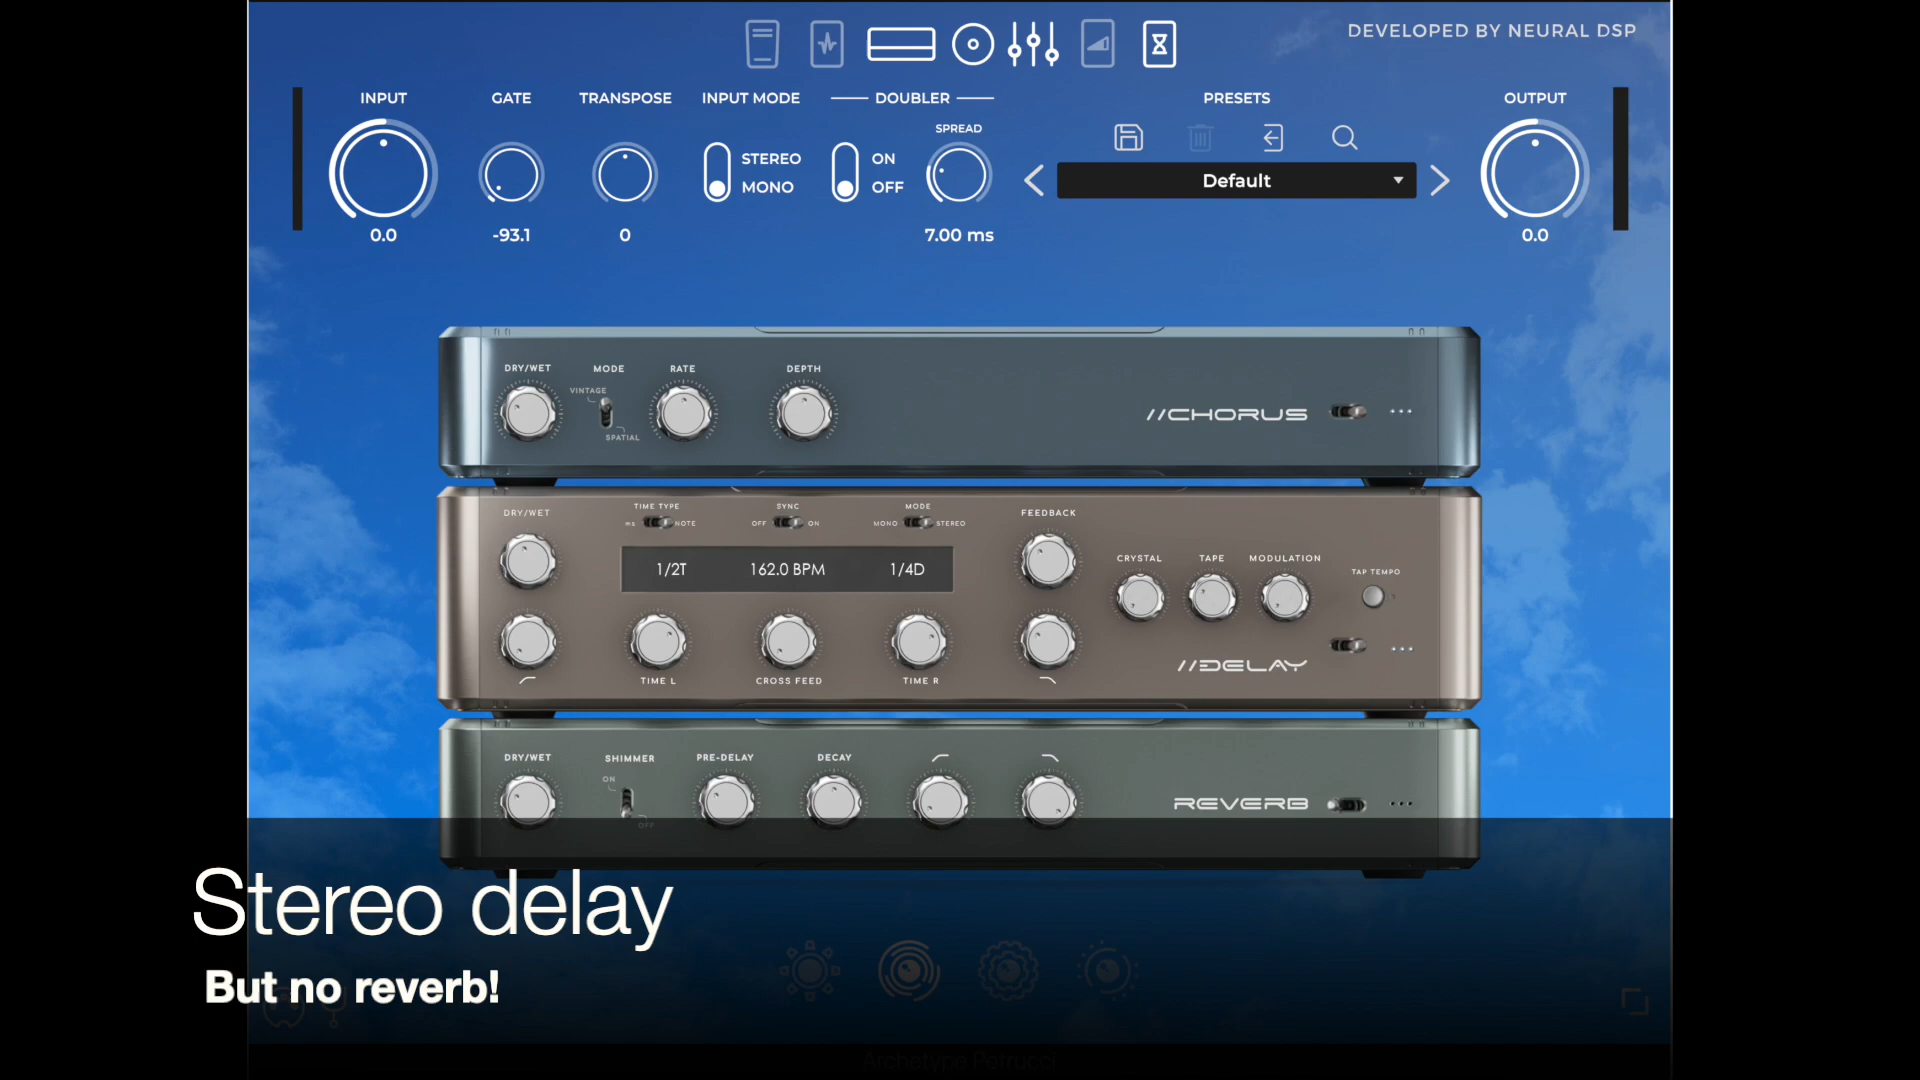 DEVELOPED BY NEURAL DSP
INPUT
GATE
TRANSPOSE
INPUT MODE
DOUBLER
PRESETS
OUTPUT
SPREAD
STEREO
MONO
ON
OFF
Default
0.0
-93.1
0
7.00 ms
0.0
DRY/WET
MODE
RATE
DEPTH
VINTAGE
SPATIAL
//CHORUS
DRY/WET
TIME TYPE
ms
NOTE
SYNC
OFF
ON
MODE
MONO
STEREO
FEEDBACK
1/2T
162.0 BPM
1/4D
CRYSTAL
TAPE
MODULATION
TAP TEMPO
TIME L
CROSS FEED
TIME R
//DELAY
DRY/WET
SHIMMER
ON
OFF
PRE-DELAY
DECAY
REVERB
Stereo delay
But no reverb!
Archetype Petrucci